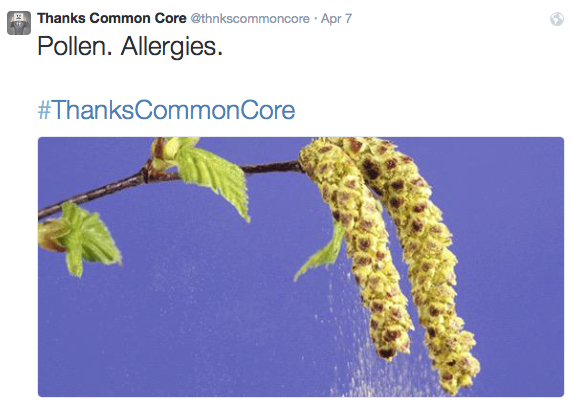 Thanks Common Core @thnkscommoncore · Apr 7
Pollen. Allergies.
#ThanksCommonCore